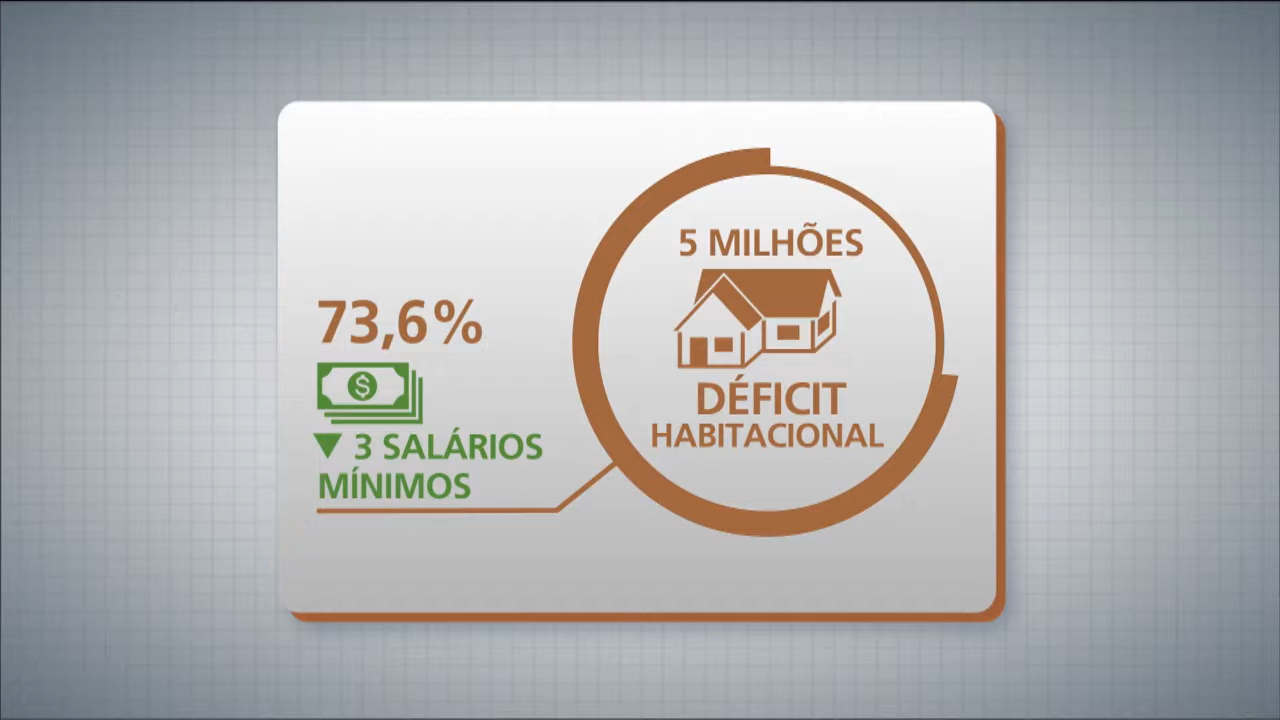 73,6%
$
▼ 3 SALÁRIOS
MÍNIMOS
5 MILHÕES
DÉFICIT
HABITACIONAL